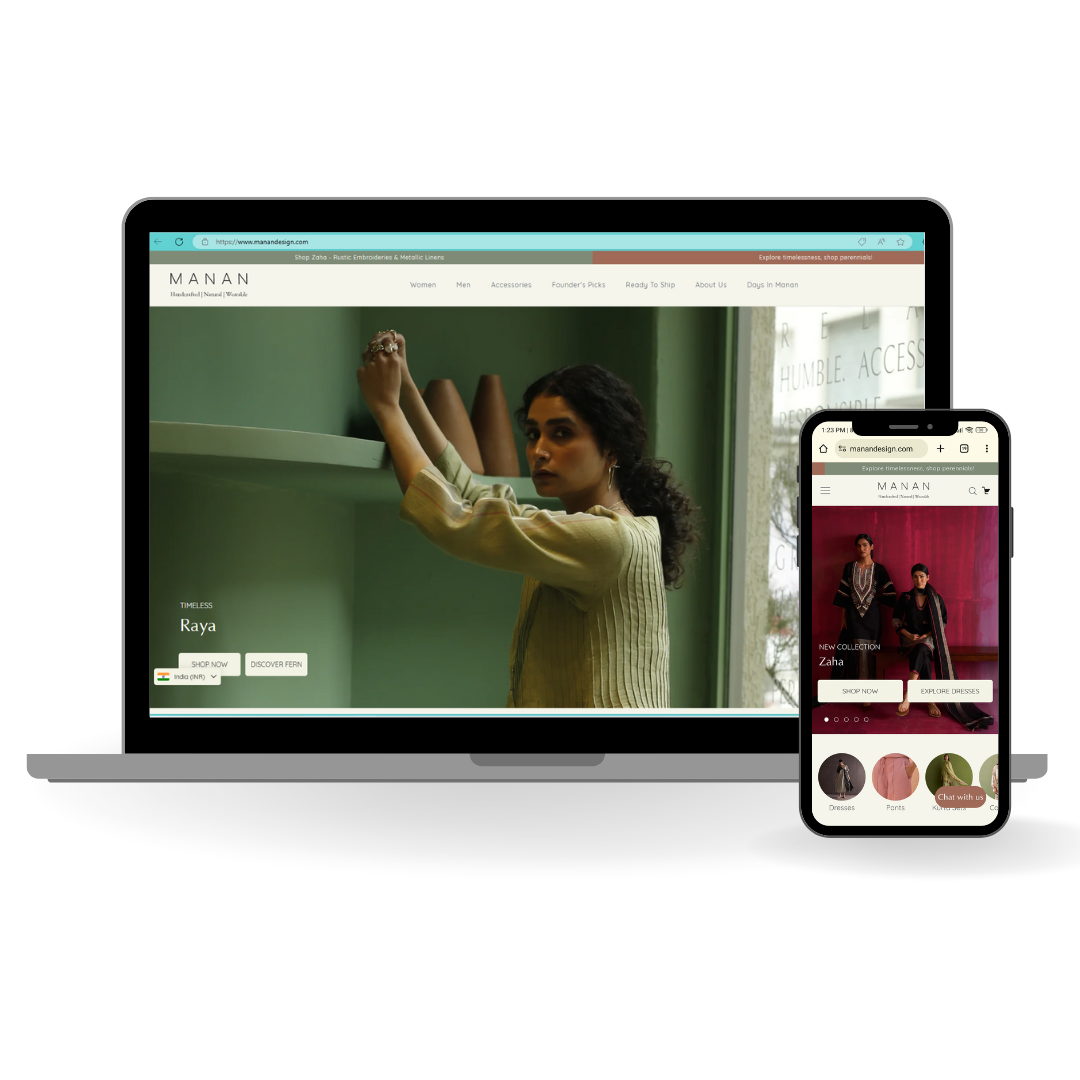 https://www.manandesign.com
Shop Zaha - Rustic Embroideries & Metallic Linens
Explore timelessness, shop perennials!
MANAN
Handcrafted | Natural | Wearable
Women
Men
Accessories
Founder's Picks
Ready To Ship
About Us
Days In Manan
R E L A
HUMBLE. ACCESS
RESPONSIBLE
TIMELESS
Raya
SHOP NOW
DISCOVER FERN
India (INR)
1:23 PM
manandesign.com
Explore timelessness, shop perennials!
MANAN
Handcrafted | Natural | Wearable
NEW COLLECTION
Zaha
SHOP NOW
EXPLORE DRESSES
Chat with us
Dresses
Pants